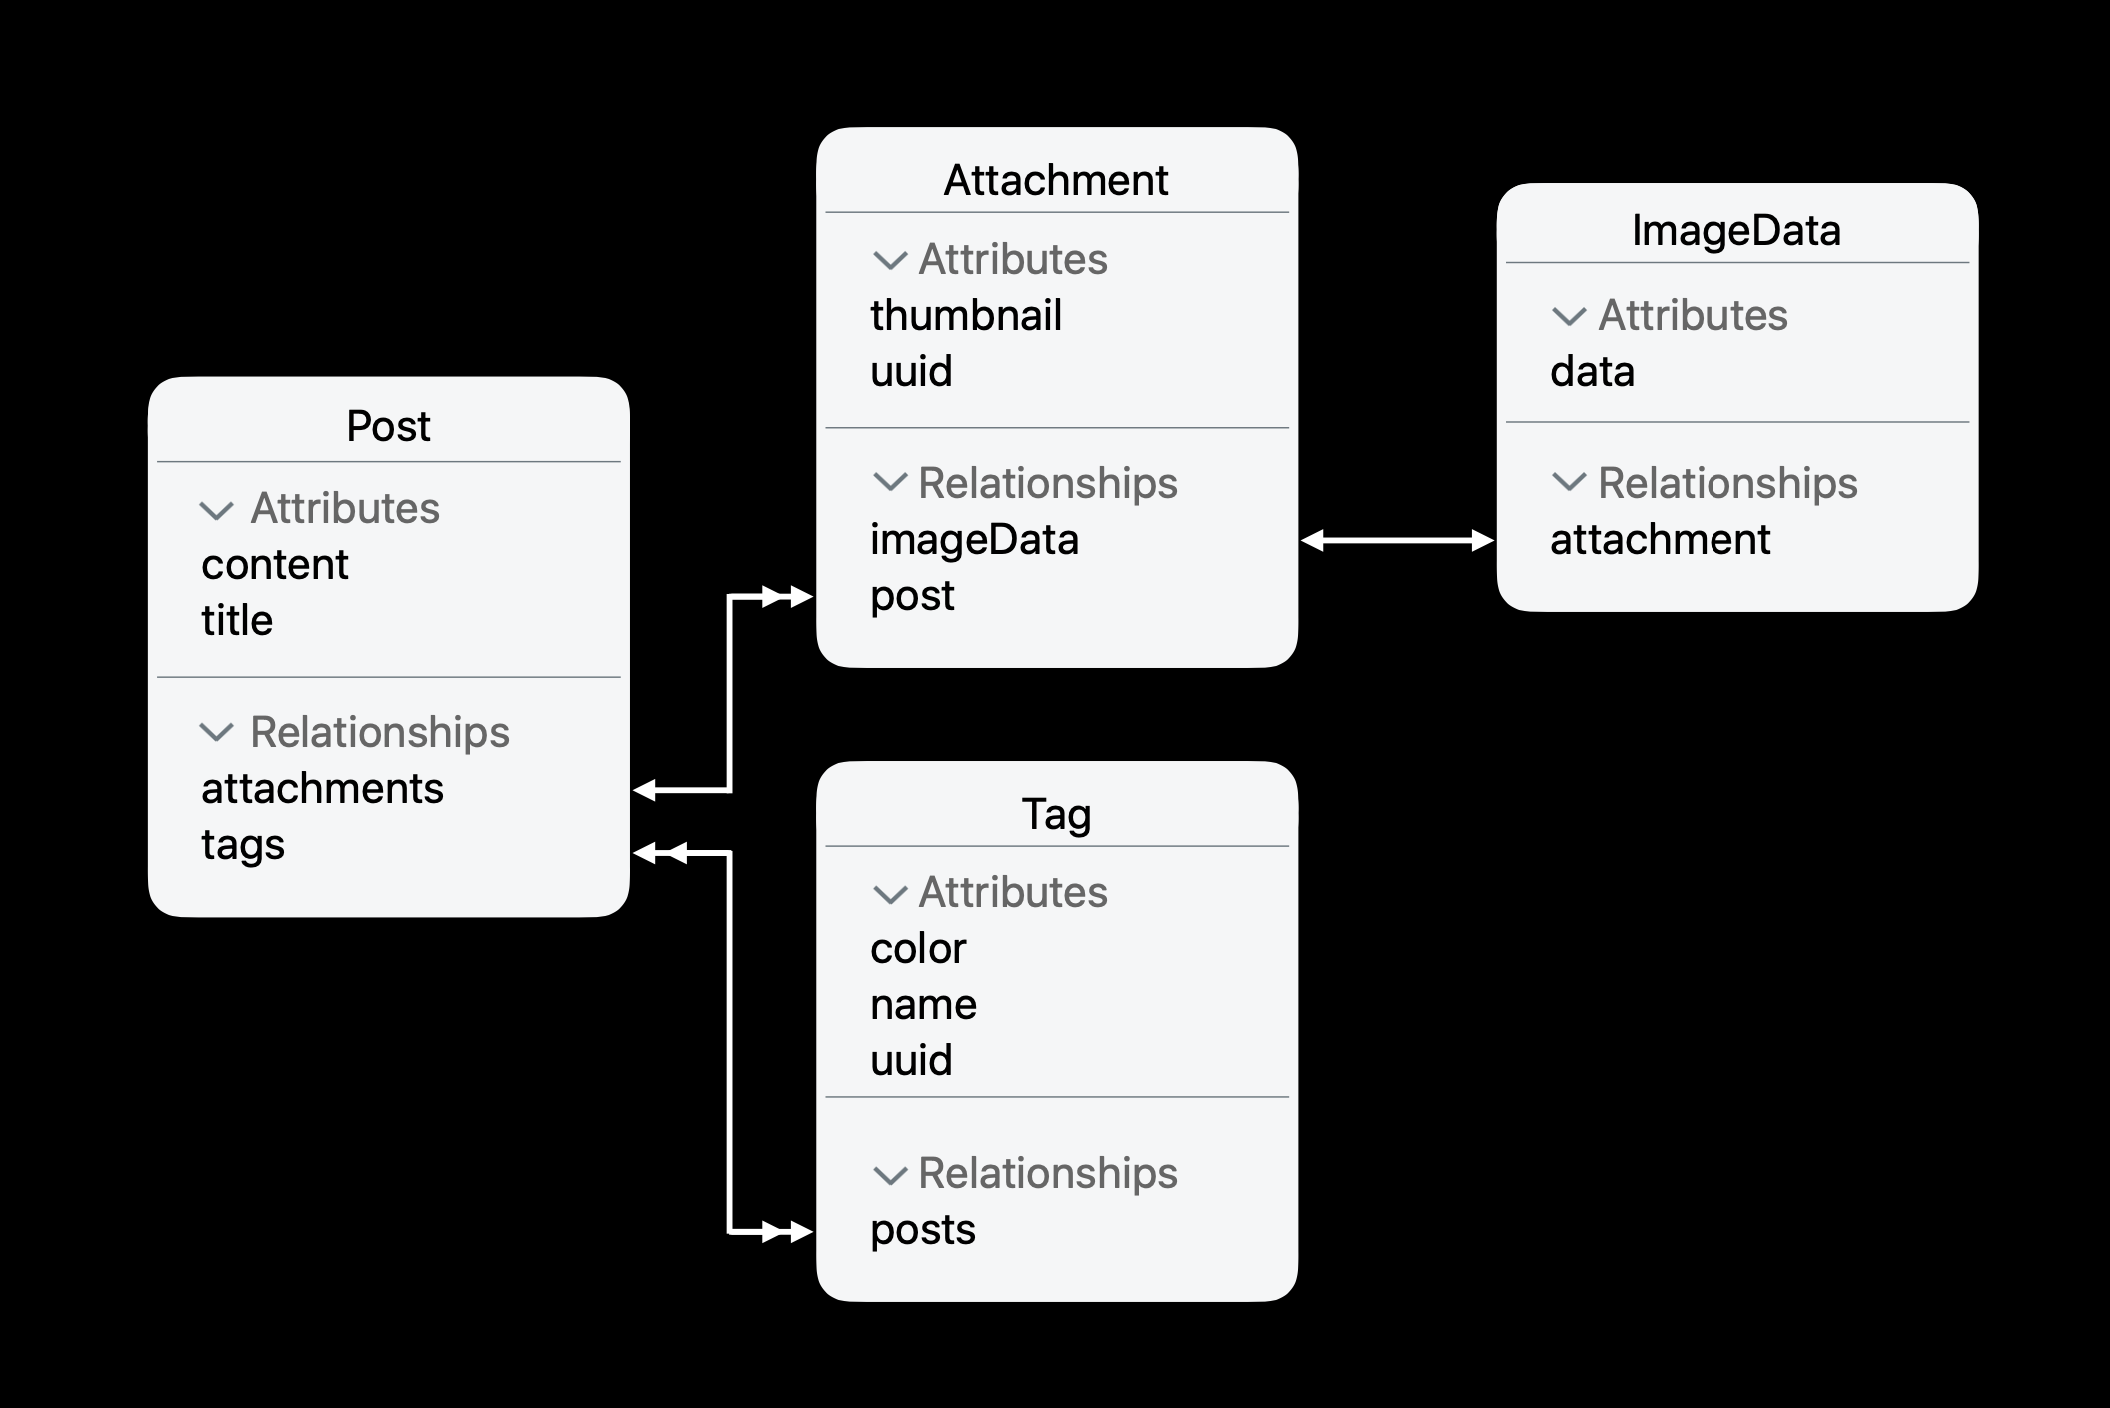 Post
Attributes
content
title
Relationships
attachments
tags
Attachment
Attributes
thumbnail
uuid
Relationships
imageData
post
Tag
Attributes
color
name
uuid
Relationships
posts
ImageData
Attributes
data
Relationships
attachment